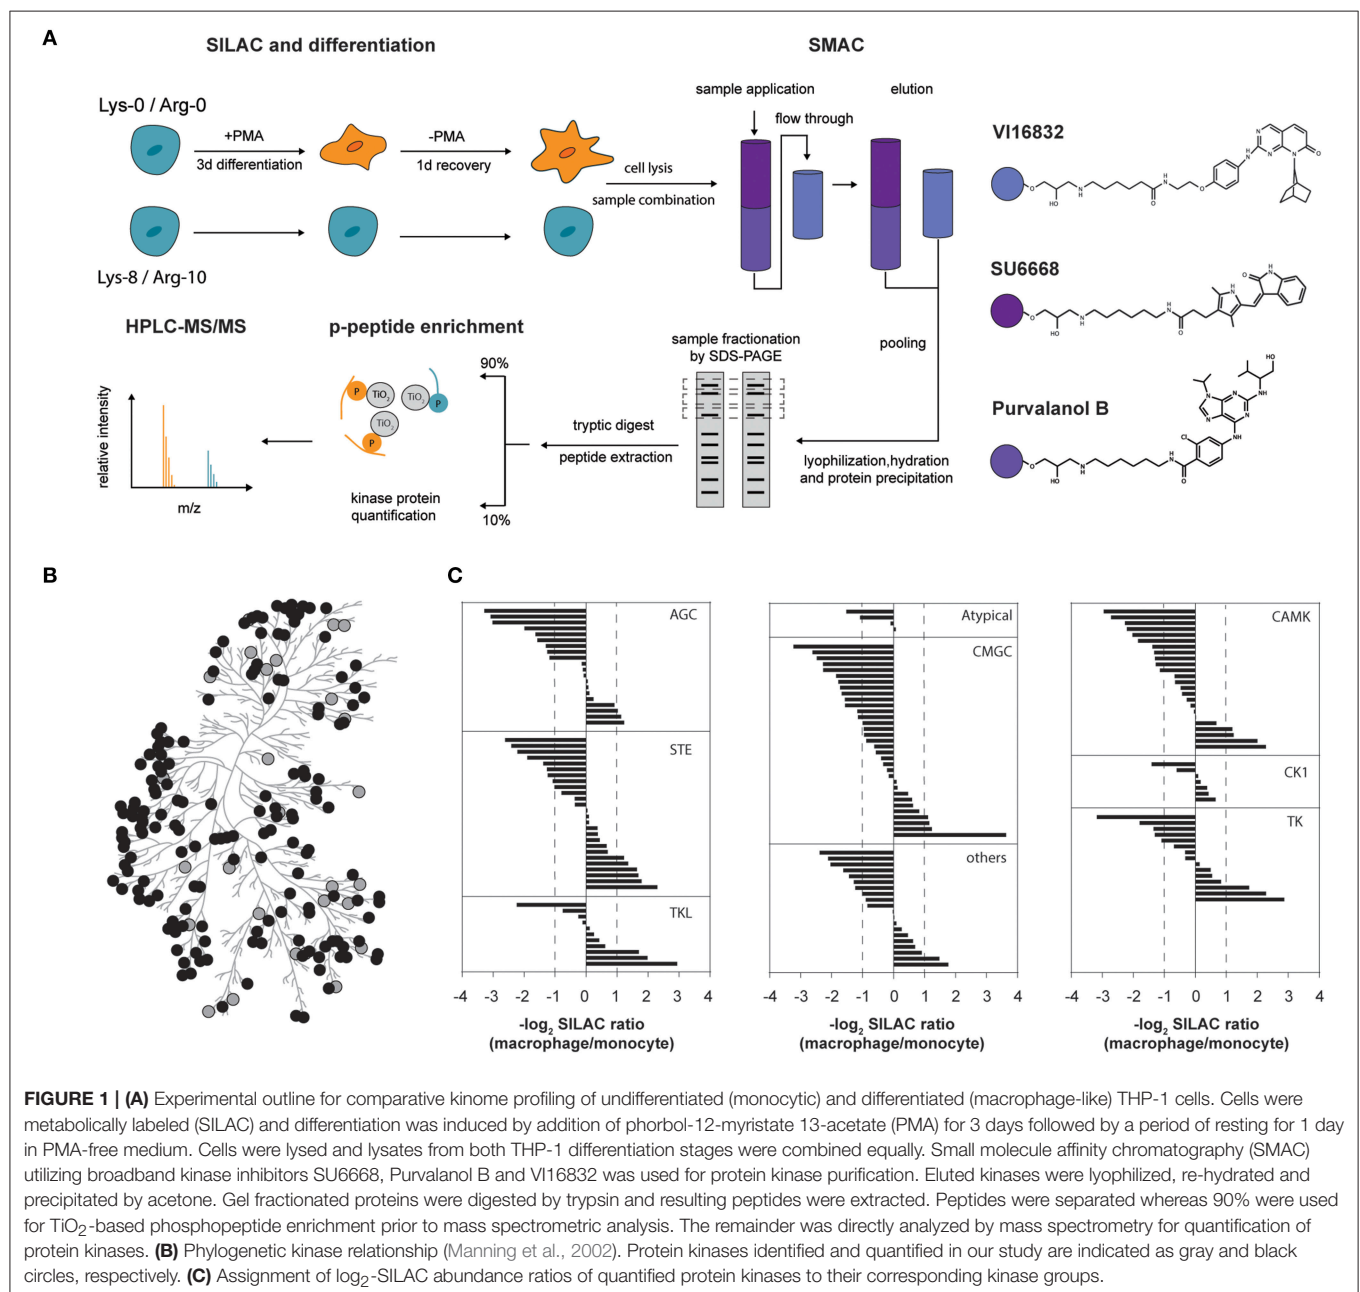 A
SILAC and differentiation
SMAC
Lys-0 / Arg-0
+PMA
3d differentiation
-PMA
1d recovery
cell lysis
sample combination
Lys-8 / Arg-10
sample application
flow through
elution
pooling
VI16832
O
OH
N
H
O
H
N
O
N
H
N
N
N
O
SU6668
O
OH
N
H
H
N
O
H
N
O
H
N
Purvalanol B
O
OH
N
H
NH
O
Cl
NH
N
N
N
N
NH
HO
HPLC-MS/MS
relative intensity
m/z
p-peptide enrichment
P
TiO2
TiO2
P
TiO2
P
kinase protein
quantification
90%
10%
tryptic digest
peptide extraction
sample fractionation
by SDS-PAGE
lyophilization,hydration
and protein precipitation
B
C
AGC
STE
TKL
-4 -3 -2 -1 0 1 2 3 4
-log2 SILAC ratio
(macrophage/monocyte)
Atypical
CMGC
others
-4 -3 -2 -1 0 1 2 3 4
-log2 SILAC ratio
(macrophage/monocyte)
CAMK
CK1
TK
-4 -3 -2 -1 0 1 2 3 4
-log2 SILAC ratio
(macrophage/monocyte)
FIGURE 1 | (A) Experimental outline for comparative kinome profiling of undifferentiated (monocytic) and differentiated (macrophage-like) THP-1 cells. Cells were
metabolically labeled (SILAC) and differentiation was induced by addition of phorbol-12-myristate 13-acetate (PMA) for 3 days followed by a period of resting for 1 day
in PMA-free medium. Cells were lysed and lysates from both THP-1 differentiation stages were combined equally. Small molecule affinity chromatography (SMAC)
utilizing broadband kinase inhibitors SU6668, Purvalanol B and VI16832 was used for protein kinase purification. Eluted kinases were lyophilized, re-hydrated and
precipitated by acetone. Gel fractionated proteins were digested by trypsin and resulting peptides were extracted. Peptides were separated whereas 90% were used
for TiO2-based phosphopeptide enrichment prior to mass spectrometric analysis. The remainder was directly analyzed by mass spectrometry for quantification of
protein kinases. (B) Phylogenetic kinase relationship (Manning et al., 2002). Protein kinases identified and quantified in our study are indicated as gray and black
circles, respectively. (C) Assignment of log2-SILAC abundance ratios of quantified protein kinases to their corresponding kinase groups.